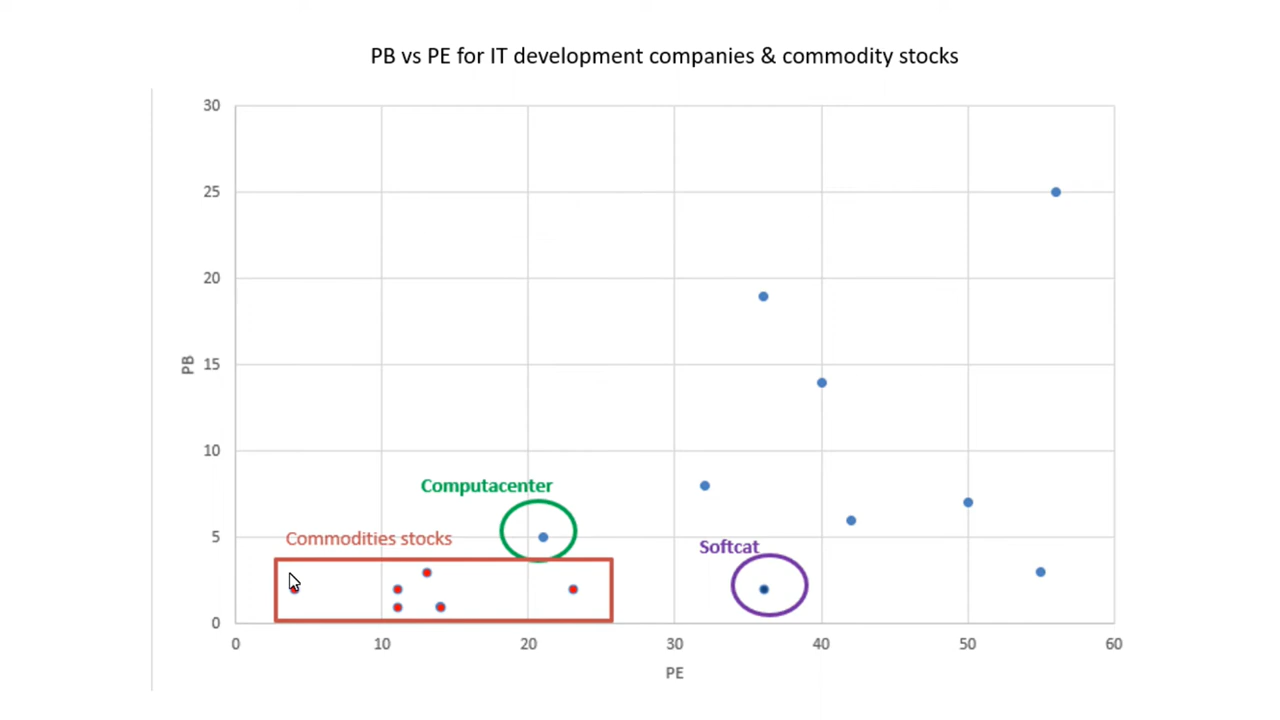 PB vs PE for IT development companies & commodity stocks
30
25
20
15
10
5
0
PB
Computacenter
Commodities stocks
Softcat
0 10 20 30 40 50 60
PE